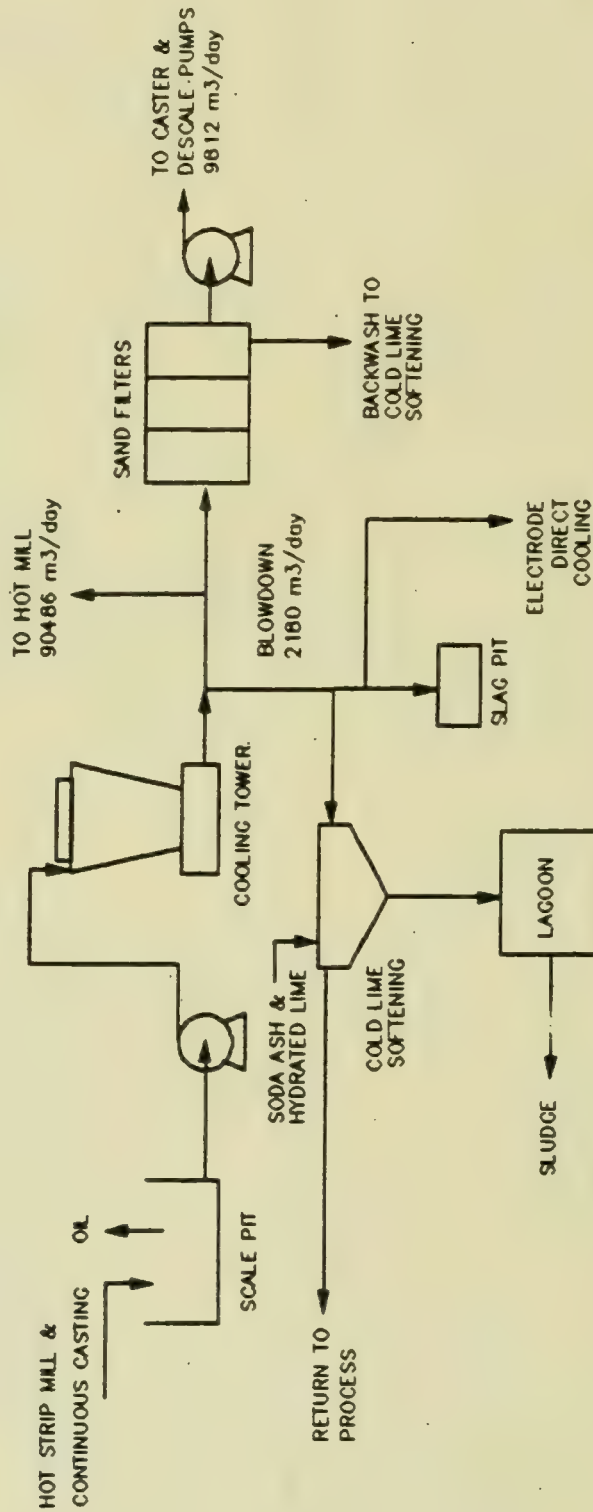 HOT STRIP MILL &
CONTINUOUS CASTING
OIL
SCALE PIT
COOLING TOWER.
TO HOT MILL
90486 m3/day
SAND FILTERS
TO CASTER &
DESCALE-PUMPS
9812 m3/day
BACKWASH TO
COLD LIME
SOFTENING
BLOWDOWN
2180 m3/day
SODA ASH &
HYDRATED LIME
COLD LIME
SOFTENING
RETURN TO
PROCESS
SLAG PIT
ELECTRODE
DIRECT
COOLING
LAGOON
SLUDGE